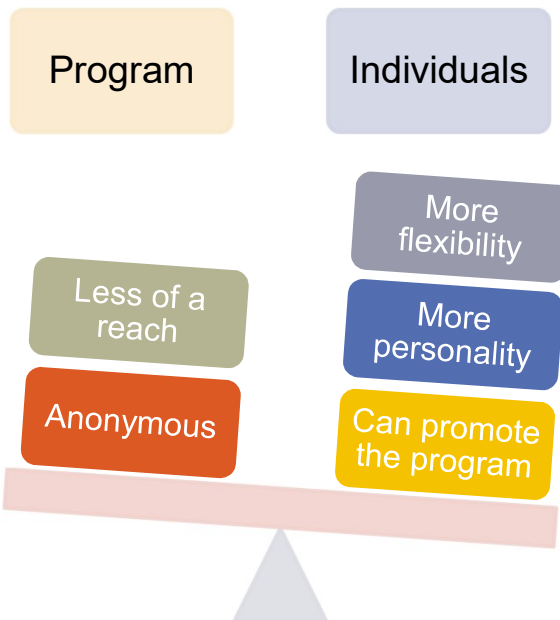 Program
Individuals
Less of a
reach
Anonymous
More
flexibility
More
personality
Can promote
the program